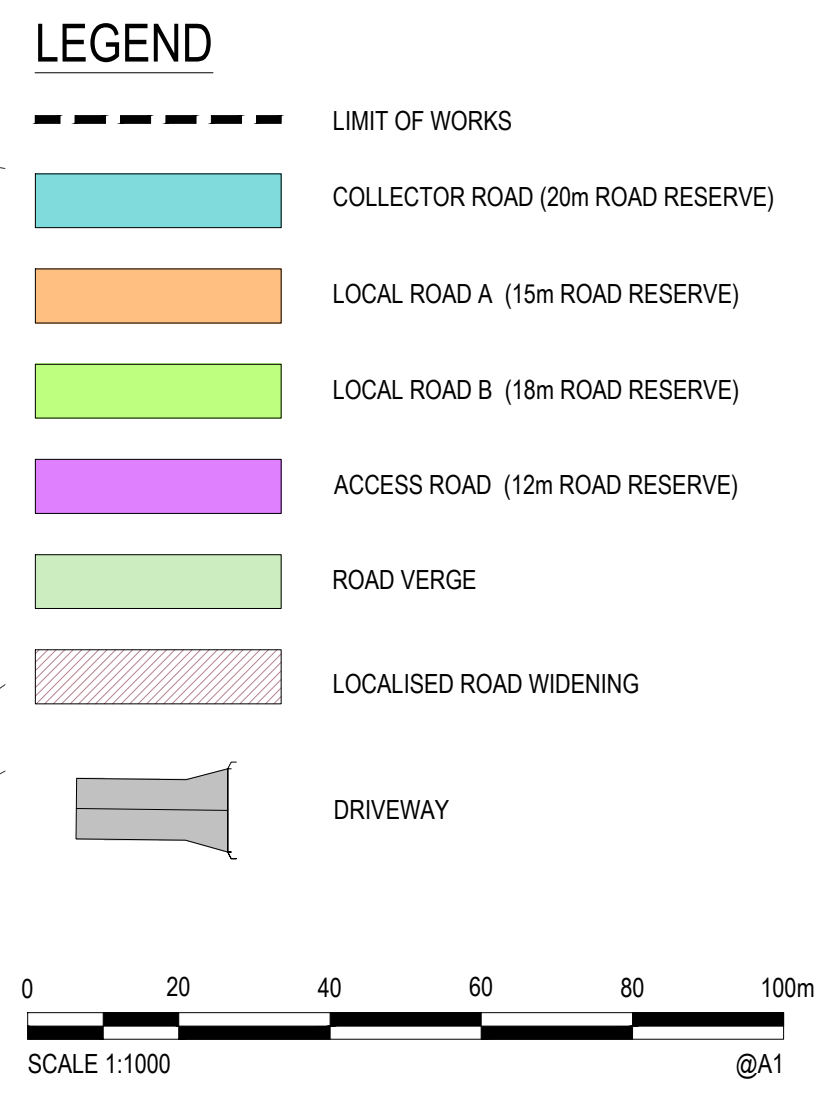 LEGEND
LIMIT OF WORKS
COLLECTOR ROAD (20m ROAD RESERVE)
LOCAL ROAD A (15m ROAD RESERVE)
LOCAL ROAD B (18m ROAD RESERVE)
ACCESS ROAD (12m ROAD RESERVE)
ROAD VERGE
LOCALISED ROAD WIDENING
DRIVEWAY
0 20 40 60 80 100m
SCALE 1:1000 @A1